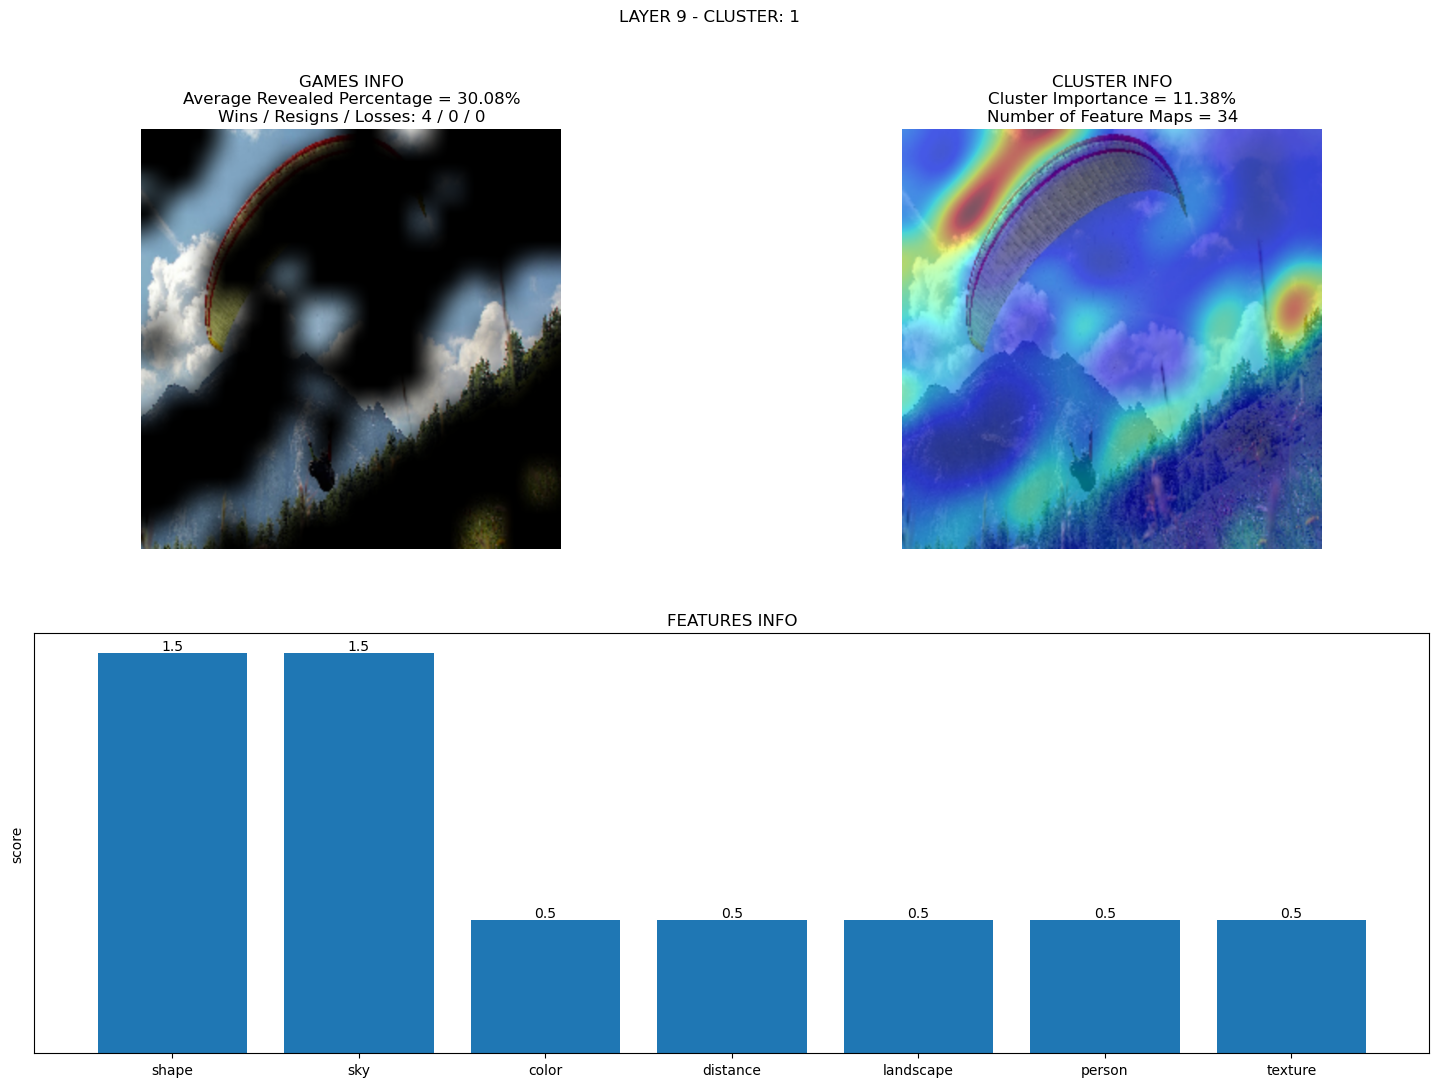 LAYER 9 - CLUSTER: 1
GAMES INFO
Average Revealed Percentage = 30.08%
Wins / Resigns / Losses: 4 / 0 / 0
CLUSTER INFO
Cluster Importance = 11.38%
Number of Feature Maps = 34
FEATURES INFO
score
1.5
1.5
0.5
0.5
0.5
0.5
0.5
shape
sky
color
distance
landscape
person
texture